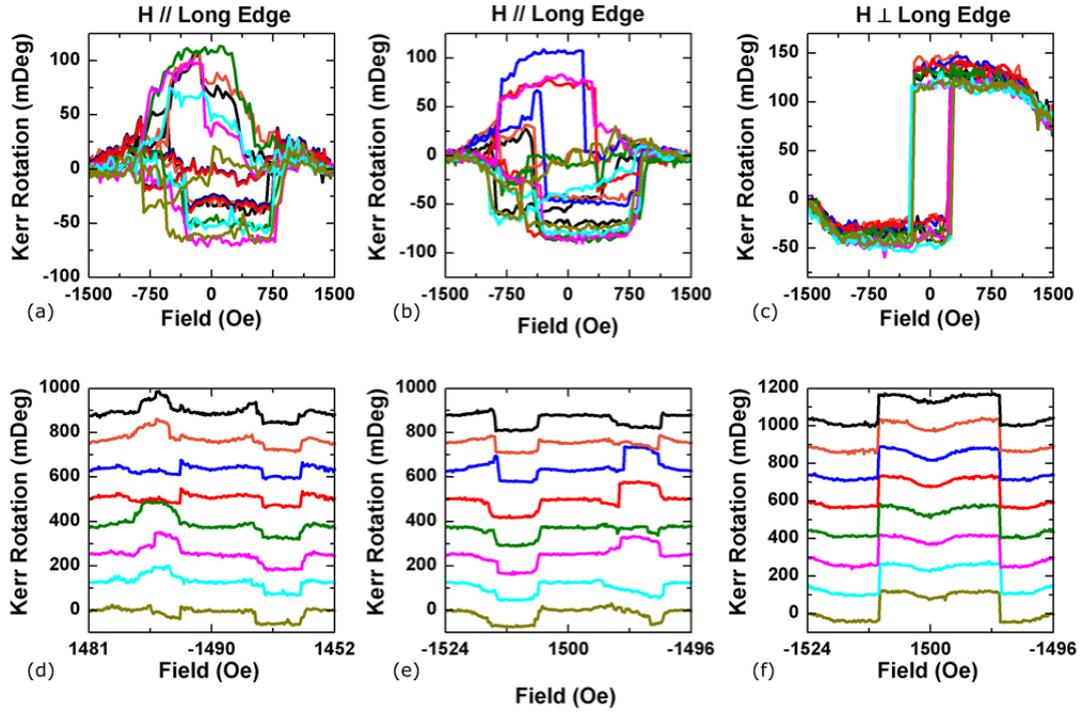 H // Long Edge
H // Long Edge
H ⊥ Long Edge
Kerr Rotation (mDeg)
100
50
0
-50
-100
-1500 -750 0 750 1500
Field (Oe)
(a)
Kerr Rotation (mDeg)
100
50
0
-50
-100
-1500 -750 0 750 1500
Field (Oe)
(b)
Kerr Rotation (mDeg)
150
100
50
0
-50
-1500 -750 0 750 1500
Field (Oe)
(c)
Kerr Rotation (mDeg)
1000
800
600
400
200
0
1481 -1490 1452
Field (Oe)
(d)
Kerr Rotation (mDeg)
1000
800
600
400
200
0
-1524 1500 -1496
Field (Oe)
(e)
Kerr Rotation (mDeg)
1200
1000
800
600
400
200
0
-1524 1500 -1496
Field (Oe)
(f)